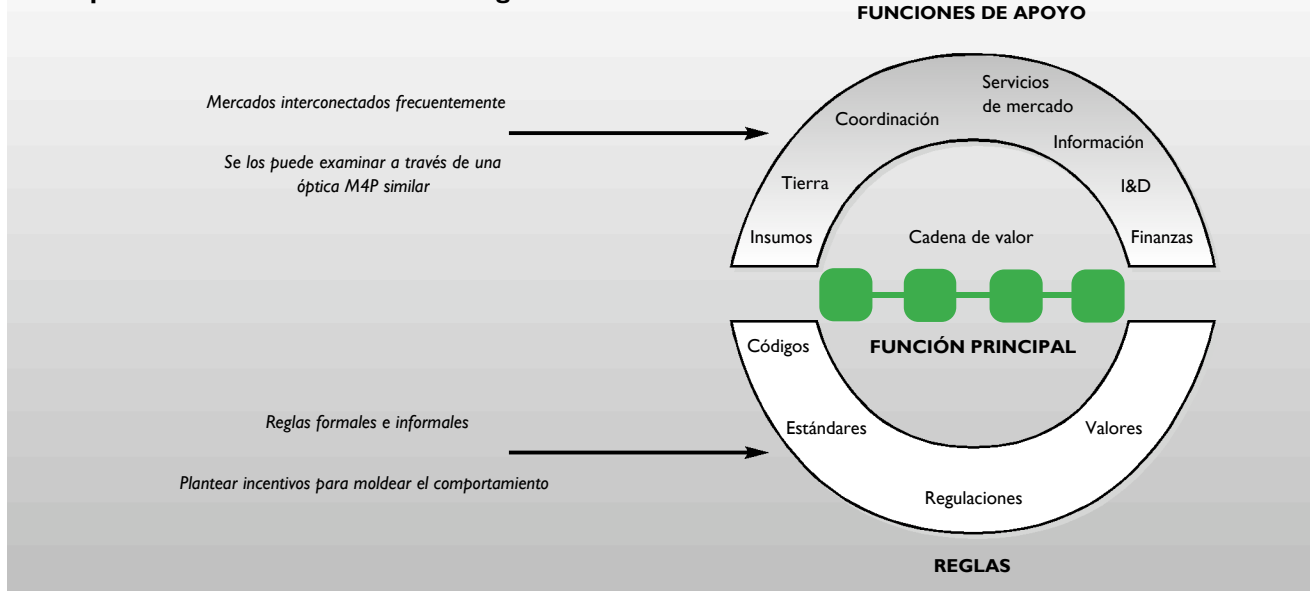 FUNCIONES DE APOYO
Mercados interconectados frecuentemente
Se los puede examinar a través de una
óptica M4P similar
Servicios
de mercado
Coordinación
Información
Tierra
I&D
Insumos
Cadena de valor
Finanzas
Códigos
FUNCIÓN PRINCIPAL
Reglas formales e informales
Estándares
Valores
Plantear incentivos para moldear el comportamiento
Regulaciones
REGLAS